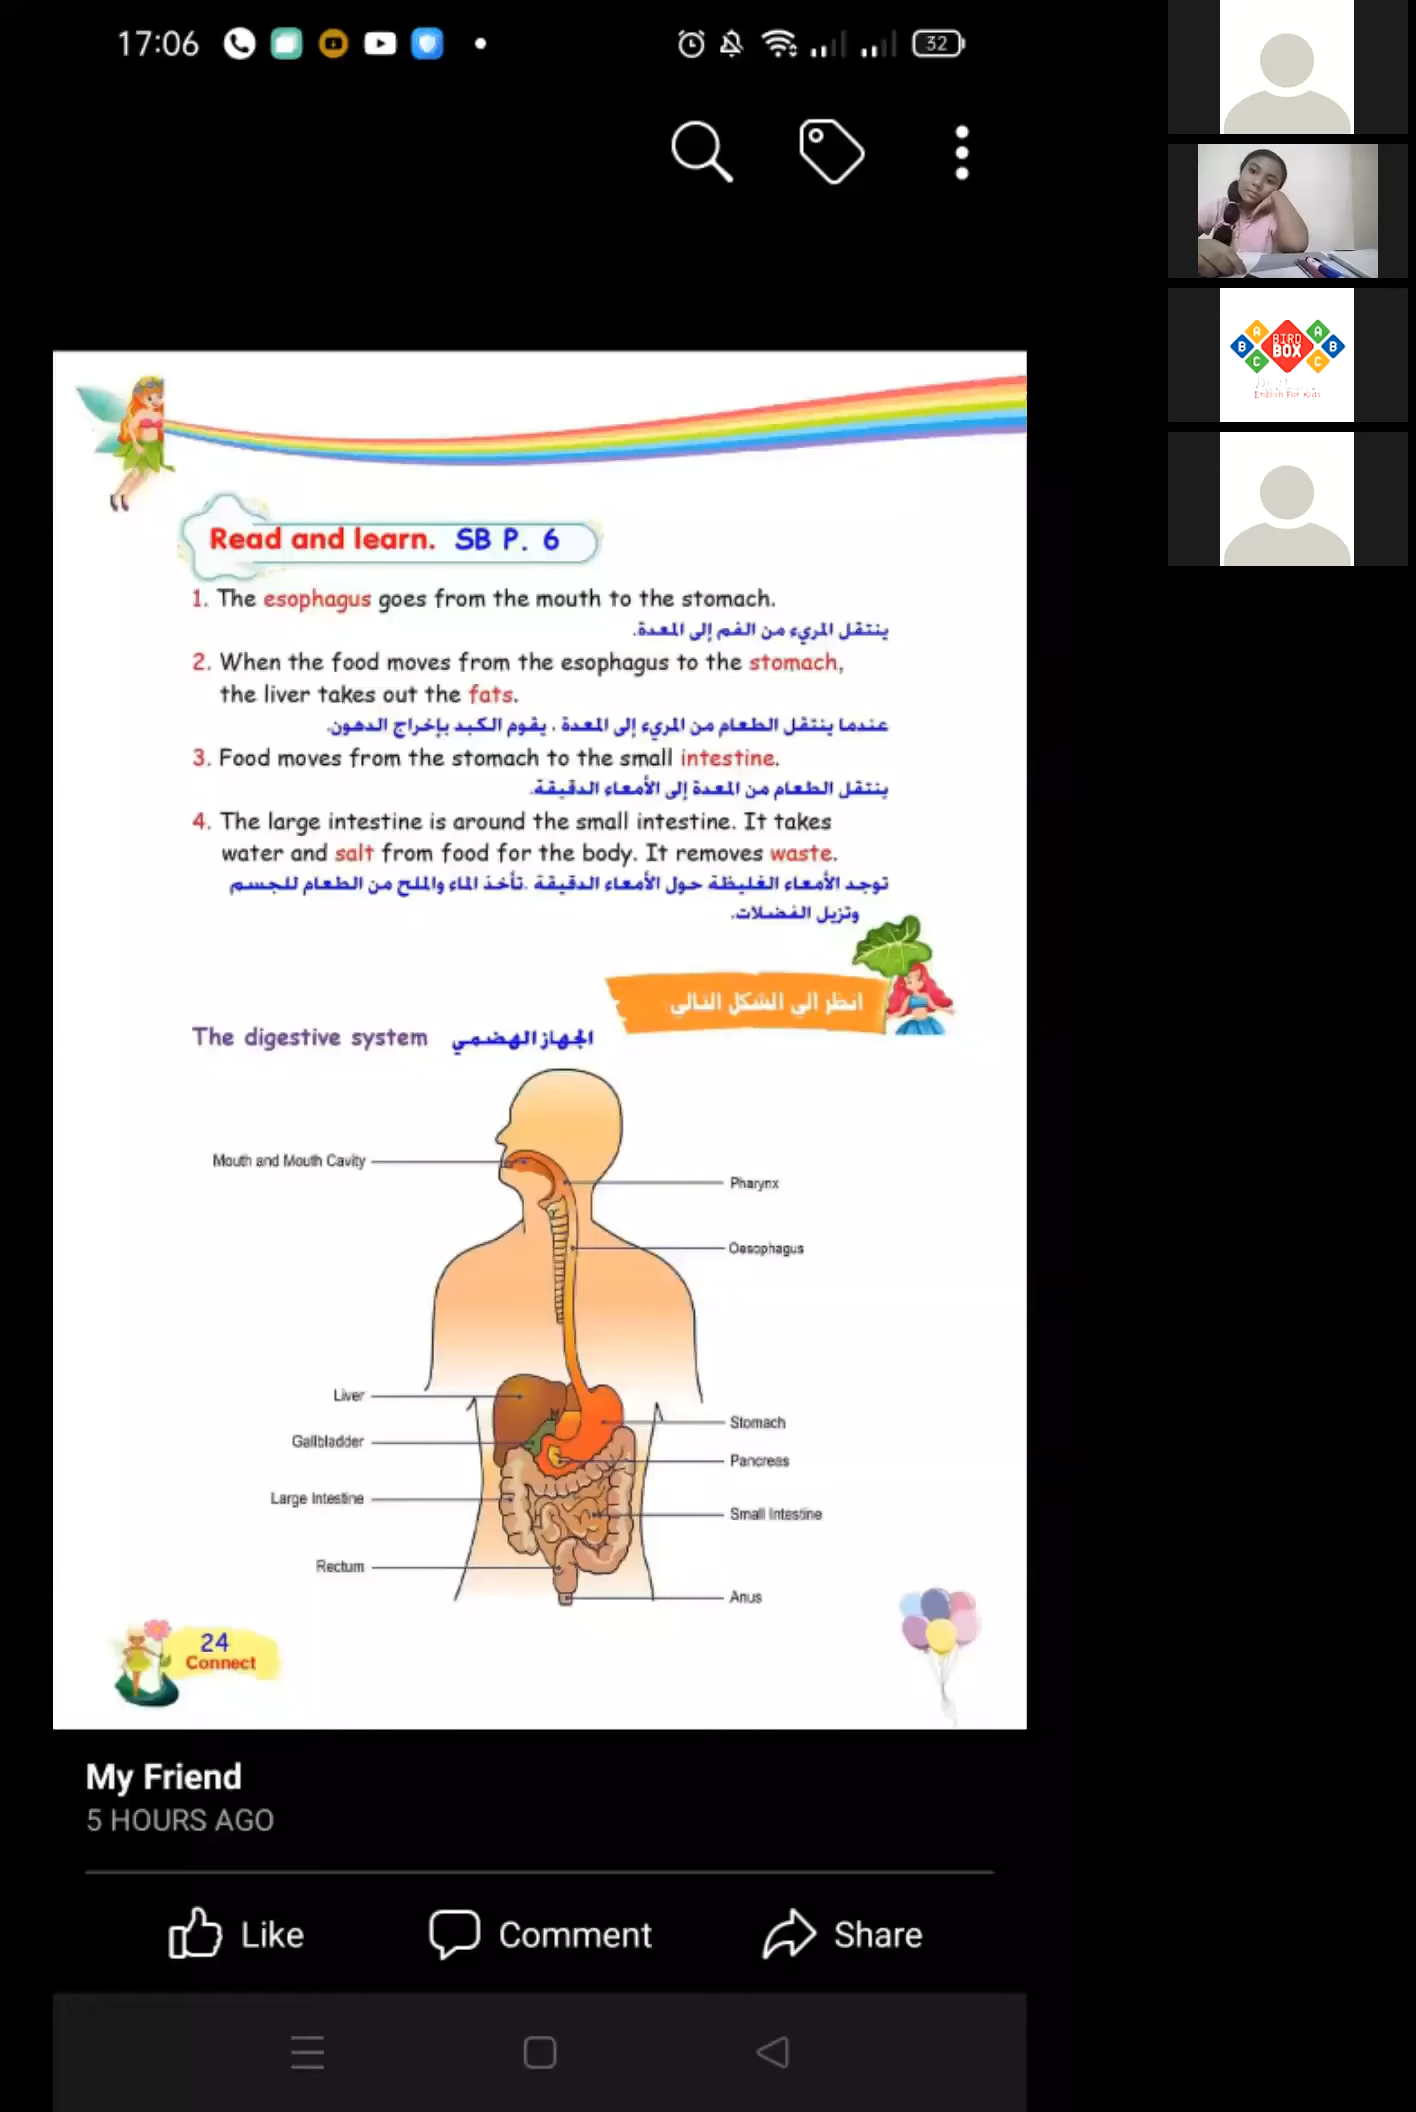 17:06
32
A
A
B
BIRD
BOX
B
C
C
English For Kids
Read and learn. SB P. 6
1. The esophagus goes from the mouth to the stomach.
ينتقل المريء من الفم إلى المعدة.
2. When the food moves from the esophagus to the stomach,
the liver takes out the fats.
عندما ينتقل الطعام من المريء إلى المعدة ، يقوم الكبد بإخراج الدهون.
3. Food moves from the stomach to the small intestine.
ينتقل الطعام من المعدة إلى الأمعاء الدقيقة.
4. The large intestine is around the small intestine. It takes
water and salt from food for the body. It removes waste.
توجد الأمعاء الغليظة حول الأمعاء الدقيقة .تأخذ الماء والملح من الطعام للجسم
وتزيل الفضلات.
انظر الي الشكل التالي
The digestive system الجهاز الهضمي
Mouth and Mouth Cavity
Pharynx
Oesophagus
Liver
Stomach
Gallbladder
Pancreas
Large Intestine
Small Intestine
Rectum
Anus
24
Connect
My Friend
5 HOURS AGO
Like
Comment
Share